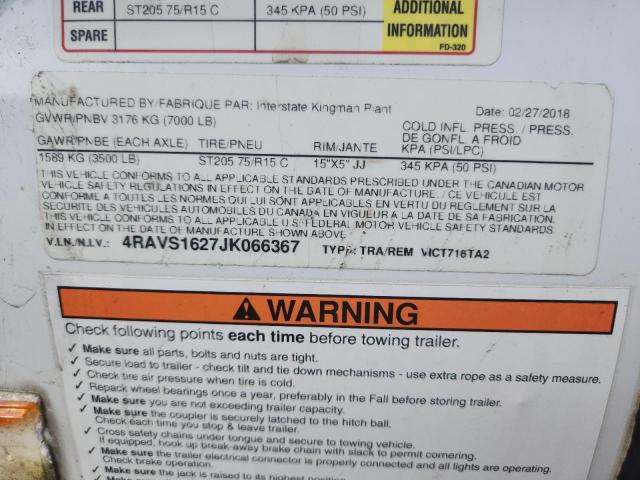 REAR ST205 75/R15 C 345 KPA (50 PSI) ADDITIONAL
INFORMATION
SPARE
FD-320
MANUFACTURED BY/FABRIQUE PAR: Interstate Kingman Plant Date: 02/27/2018
GVWR/PNBV 3176 KG (7000 LB)
COLD INFL. PRESS. / PRESS.
DE GONFL. A FROID
GAWR/PNBE (EACH AXLE) TIRE/PNEU RIM/JANTE KPA (PSI/LPC)
1589 KG (3500 LB) ST205 75/R15 C 15"X5" JJ 345 KPA (50 PSI)
THIS VEHICLE CONFORMS TO ALL APPLICABLE STANDARDS PRESCRIBED UNDER THE CANADIAN MOTOR
VEHICLE SAFETY REGULATIONS IN EFFECT ON THE DATE OF MANUFACTURE. / CE VEHICULE EST
CONFORME A TOUTES LES NORMES QUI LUI SONT APPLICABLES EN VERTU DU REGLEMENT SUR LA
SECURITE DES VEHICULES AUTOMOBILES DU CANADA EN VIGUEUR A LA DATE DE SA FABRICATION.
THIS VEHICLE CONFORMS TO ALL APPLICABLE U.S. FEDERAL MOTOR VEHICLE SAFETY STANDARDS
IN EFFECT ON THE DATE OF MANUFACTURE SHOWN ABOVE.
V.I.N./N.I.V.: 4RAVS1627JK066367 TYPE: TRA/REM VICT716TA2
WARNING
Check following points each time before towing trailer.
✓ Make sure all parts, bolts and nuts are tight.
✓ Secure load to trailer - check tilt and tie down mechanisms - use extra rope as a safety measure.
✓ Check tire air pressure when tire is cold.
✓ Repack wheel bearings once a year, preferably in the Fall before storing trailer.
✓ Make sure you are not exceeding trailer capacity.
✓ Make sure the coupler is securely latched to the hitch ball.
Check each time you stop & leave trailer.
✓ Cross safety chains under tongue and secure to towing vehicle.
If equipped, hook up break-away brake chain with slack to permit cornering.
✓ Make sure the trailer electrical connector is properly connected and all lights are operating.
Check brake operation.
✓ Make sure the jack is raised to its highest position.